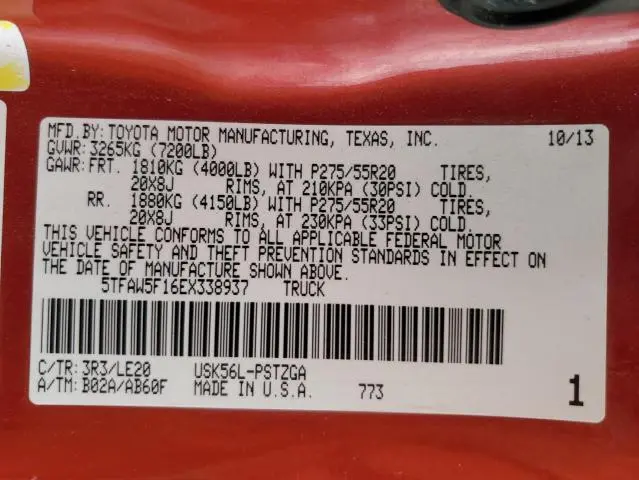 MFD. BY: TOYOTA MOTOR MANUFACTURING, TEXAS, INC. 10/13
GVWR: 3265KG (7200LB)
GAWR: FRT. 1810KG (4000LB) WITH P275/55R20 TIRES,
20X8J RIMS, AT 210KPA (30PSI) COLD.
RR. 1880KG (4150LB) WITH P275/55R20 TIRES,
20X8J RIMS, AT 230KPA (33PSI) COLD.
THIS VEHICLE CONFORMS TO ALL APPLICABLE FEDERAL MOTOR
VEHICLE SAFETY AND THEFT PREVENTION STANDARDS IN EFFECT ON
THE DATE OF MANUFACTURE SHOWN ABOVE.
5TFAW5F16EX338937 TRUCK
C/TR: 3R3/LE20 USK56L-PSTZGA
A/TM: B02A/AB60F MADE IN U.S.A. 773 1